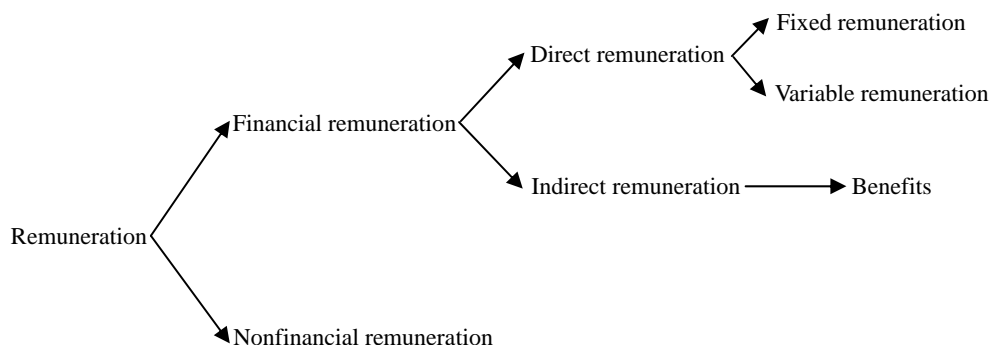 Fixed remuneration
Direct remuneration
Variable remuneration
Financial remuneration
Indirect remuneration
Benefits
Remuneration
Nonfinancial remuneration